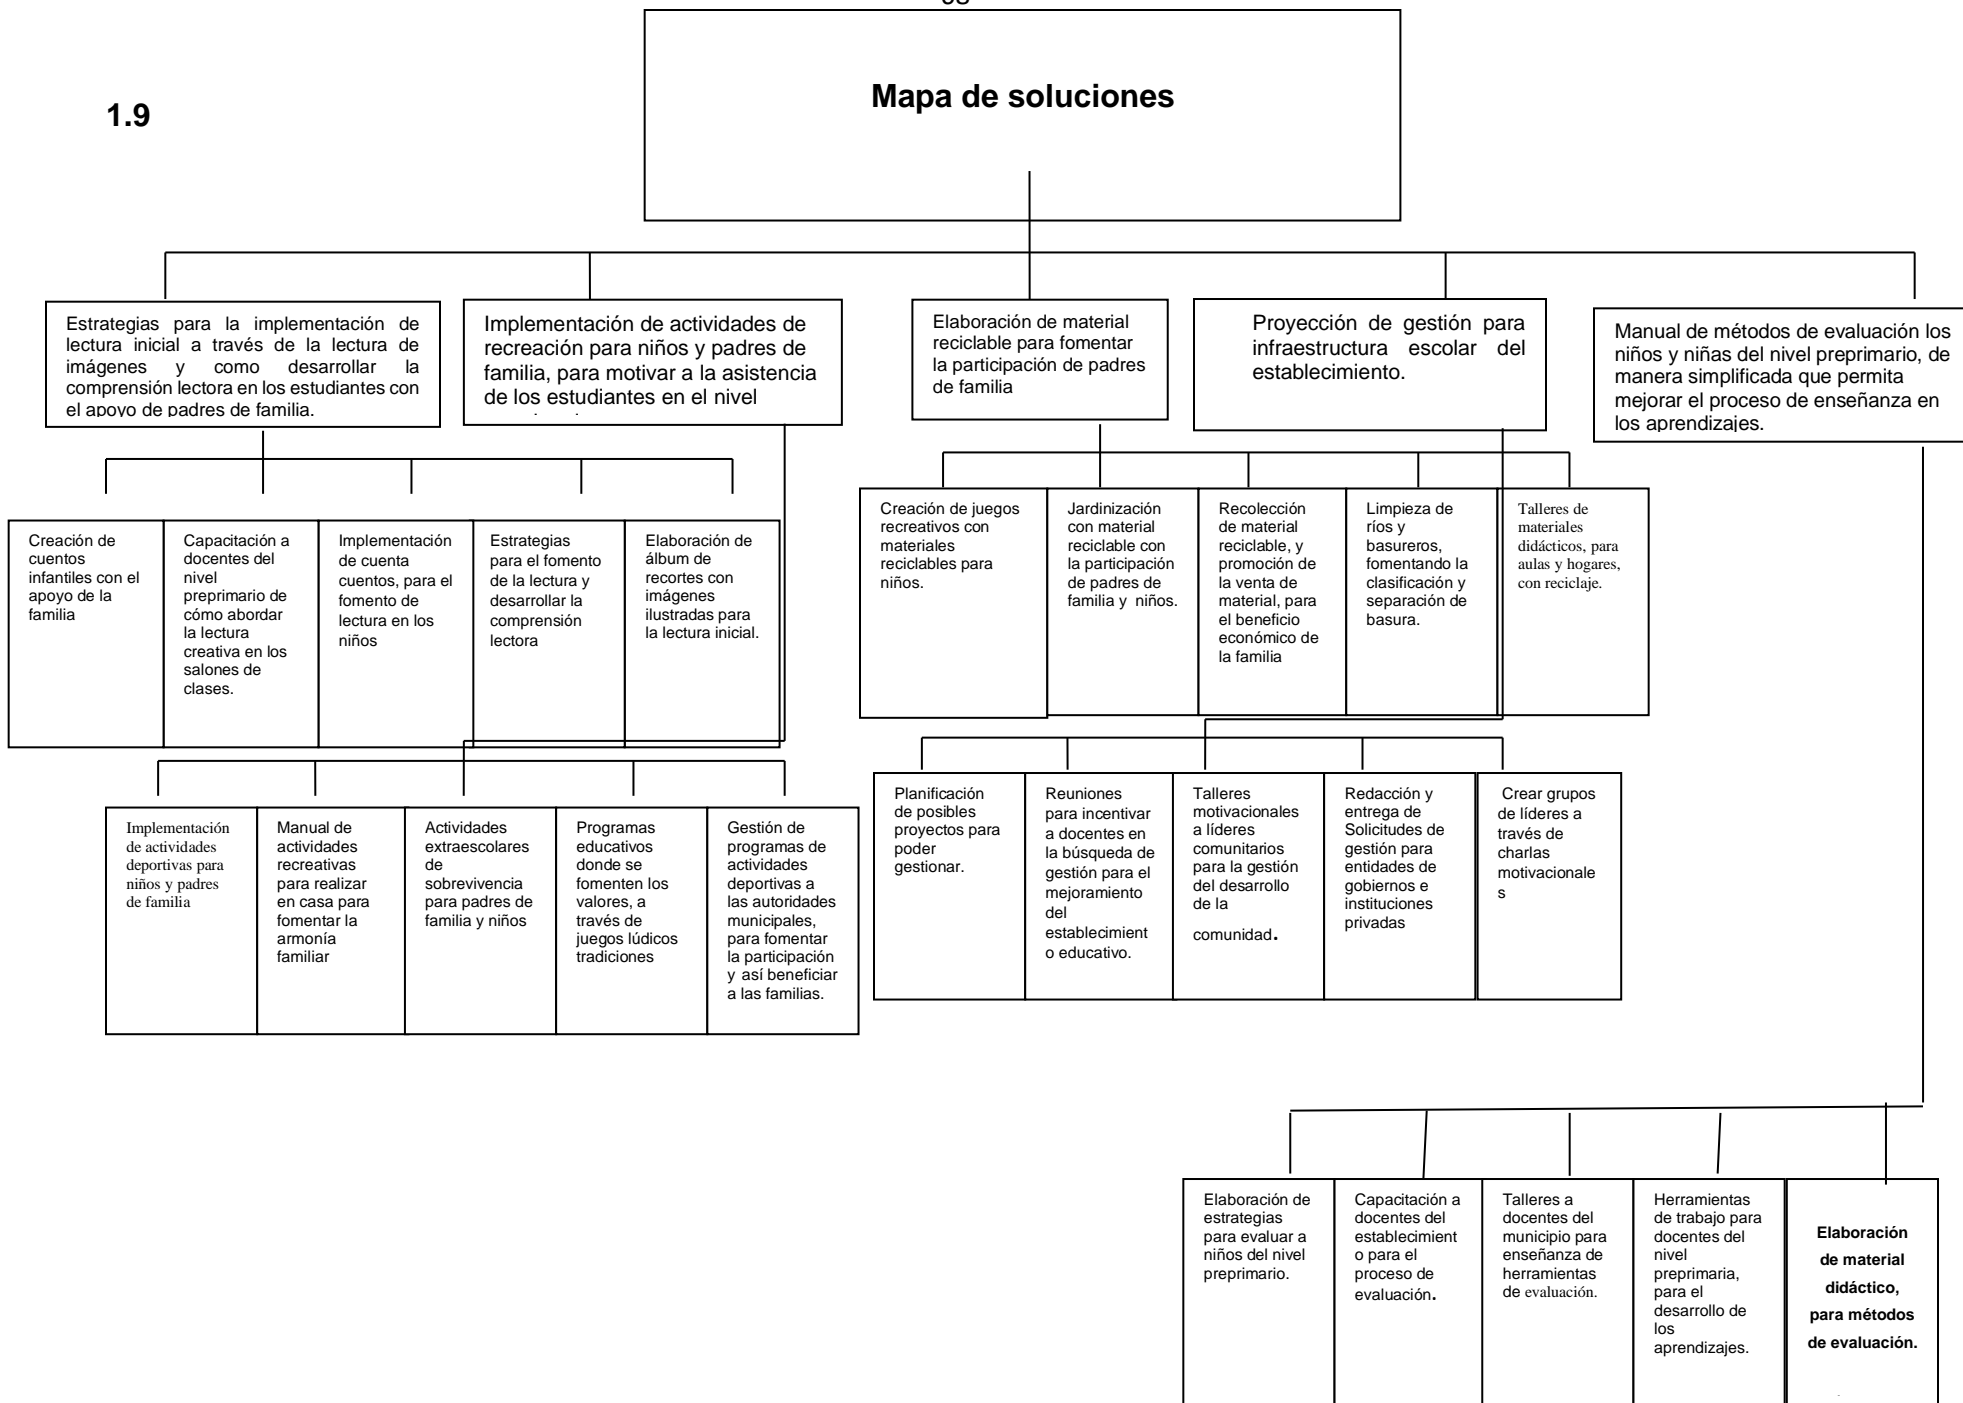 Mapa de soluciones
1.9
Estrategias para la implementación de
lectura inicial a través de la lectura de
imágenes y como desarrollar la
comprensión lectora en los estudiantes con
el apoyo de padres de familia.
Implementación de actividades de
recreación para niños y padres de
familia, para motivar a la asistencia
de los estudiantes en el nivel
Elaboración de material
reciclable para fomentar
la participación de padres
de familia
Proyección de gestión para
infraestructura escolar del
establecimiento.
Manual de métodos de evaluación los
niños y niñas del nivel preprimario, de
manera simplificada que permita
mejorar el proceso de enseñanza en
los aprendizajes.
Creación de
cuentos
infantiles con el
apoyo de la
familia
Capacitación a
docentes del
nivel
preprimario de
cómo abordar
la lectura
creativa en los
salones de
clases.
Implementación
de cuenta
cuentos, para el
fomento de
lectura en los
niños
Estrategias
para el fomento
de la lectura y
desarrollar la
comprensión
lectora
Elaboración de
álbum de
recortes con
imágenes
ilustradas para
la lectura inicial.
Creación de juegos
recreativos con
materiales
reciclables para
niños.
Jardinización
con material
reciclable con
la participación
de padres de
familia y niños.
Recolección
de material
reciclable, y
promoción de
la venta de
material, para
el beneficio
económico de
la familia
Limpieza de
ríos y
basureros,
fomentando la
clasificación y
separación de
basura.
Talleres de
materiales
didácticos, para
aulas y hogares,
con reciclaje.
Implementación
de actividades
deportivas para
niños y padres
de familia
Manual de
actividades
recreativas
para realizar
en casa para
fomentar la
armonía
familiar
Actividades
extraescolares
de
sobrevivencia
para padres de
familia y niños
Programas
educativos
donde se
fomenten los
valores, a
través de
juegos lúdicos
tradiciones
Gestión de
programas de
actividades
deportivas a
las autoridades
municipales,
para fomentar
la participación
y así beneficiar
a las familias.
Planificación
de posibles
proyectos para
poder
gestionar.
Reuniones
para incentivar
a docentes en
la búsqueda de
gestión para el
mejoramiento
del
establecimient
o educativo.
Talleres
motivacionales
a líderes
comunitarios
para la gestión
del desarrollo
de la
comunidad.
Redacción y
entrega de
Solicitudes de
gestión para
entidades de
gobiernos e
instituciones
privadas
Crear grupos
de líderes a
través de
charlas
motivacionale
s
Elaboración de
estrategias
para evaluar a
niños del nivel
preprimario.
Capacitación a
docentes del
establecimient
o para el
proceso de
evaluación.
Talleres a
docentes del
municipio para
enseñanza de
herramientas
de evaluación.
Herramientas
de trabajo para
docentes del
nivel
preprimaria,
para el
desarrollo de
los
aprendizajes.
Elaboración
de material
didáctico,
para métodos
de evaluación.